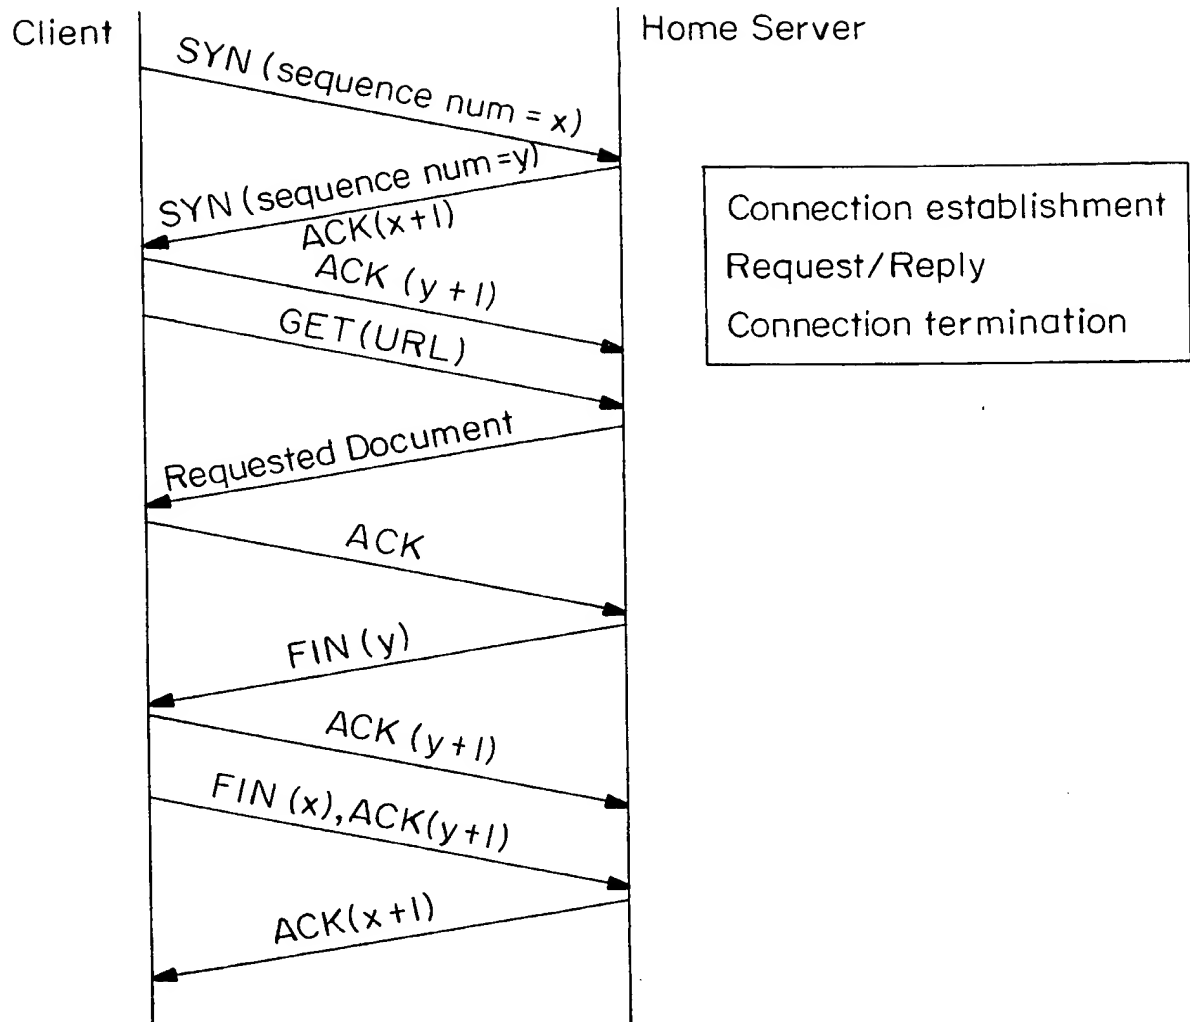 Client
Home Server
SYN (sequence num = x)
SYN (sequence num = y)
ACK(x+1)
ACK (y+1)
GET(URL)
Requested Document
ACK
FIN (y)
ACK (y+1)
FIN (x), ACK(y+1)
ACK(x+1)
Connection establishment
Request/Reply
Connection termination